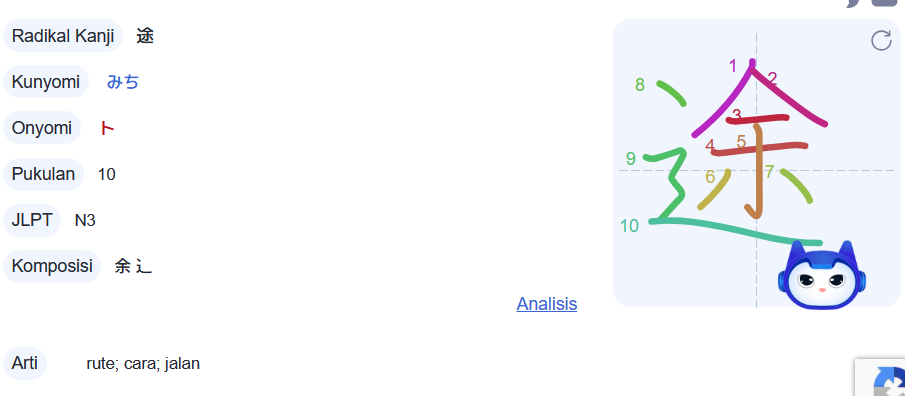 Radikal Kanji 途
Kunyomi みち
Onyomi ト
Pukulan 10
JLPT N3
Komposisi 余 辶
Analisis
Arti rute; cara; jalan
1
2
3
4
5
6
7
8
9
10